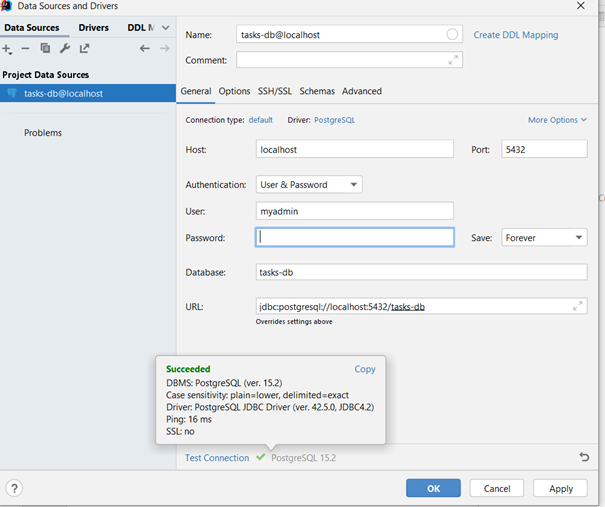 Data Sources and Drivers
Data Sources Drivers DDL M
Project Data Sources
tasks-db@localhost
Problems
Name: tasks-db@localhost Create DDL Mapping
Comment:
General Options SSH/SSL Schemas Advanced
Connection type: default Driver: PostgreSQL More Options
Host: localhost Port: 5432
Authentication: User & Password
User: myadmin
Password: Save: Forever
Database: tasks-db
URL: jdbc:postgresql://localhost:5432/tasks-db
Overrides settings above
Succeeded Copy
DBMS: PostgreSQL (ver. 15.2)
Case sensitivity: plain=lower, delimited=exact
Driver: PostgreSQL JDBC Driver (ver. 42.5.0, JDBC4.2)
Ping: 16 ms
SSL: no
Test Connection PostgreSQL 15.2
? OK Cancel Apply